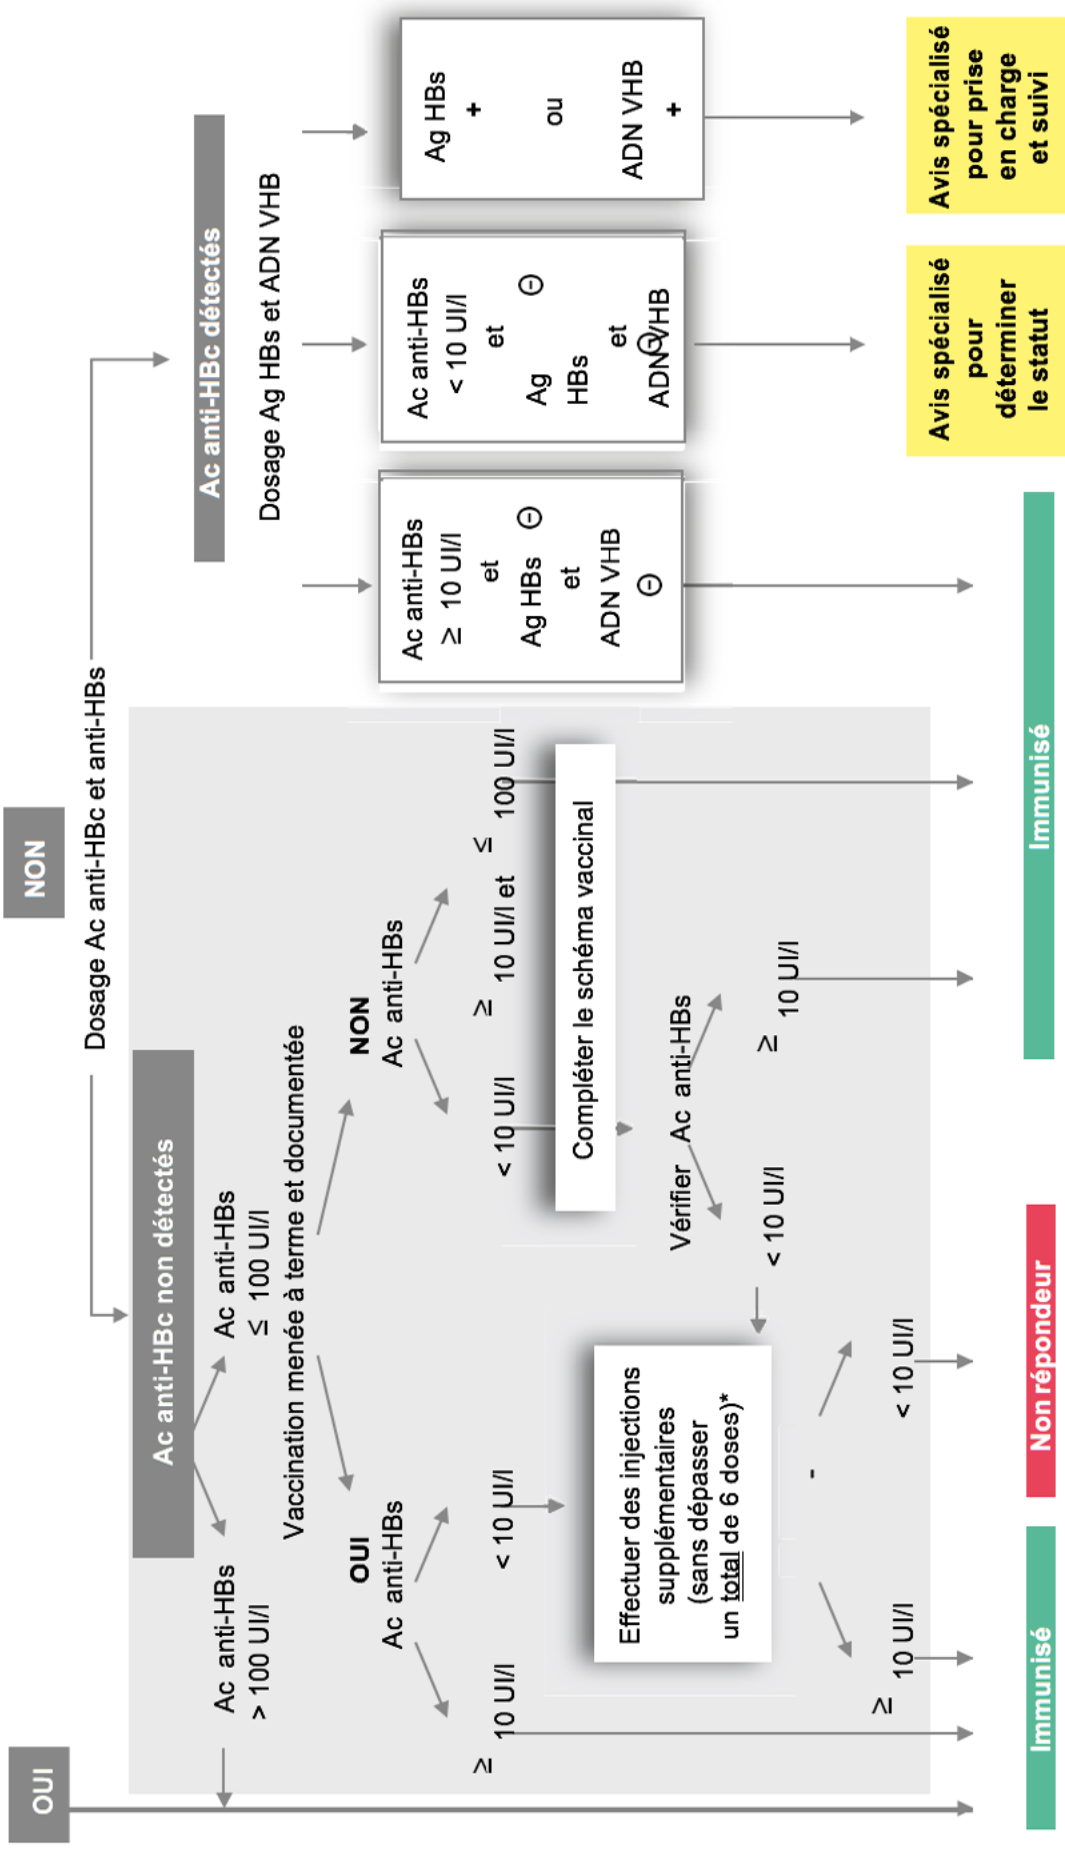 OUI
NON
Dosage Ac anti-HBc et anti-HBs
Ac anti-HBc non détectés
Ac anti-HBc détectés
Ac anti-HBs
> 100 UI/l
Ac anti-HBs
≤ 100 UI/l
Vaccination menée à terme et documentée
OUI
Ac anti-HBs
NON
Ac anti-HBs
≥
10 UI/l
< 10 UI/l
< 10 UI/l
≥ 10 UI/l et
≤
100 UI/l
Compléter le schéma vaccinal
Vérifier Ac anti-HBs
< 10 UI/l
≥
10 UI/l
Effectuer des injections
supplémentaires
(sans dépasser
un total de 6 doses)*
-
≥
10 UI/l
< 10 UI/l
Dosage Ag HBs et ADN VHB
Ac anti-HBs
≥ 10 UI/l
et
Ag HBs ⊖
et
ADN VHB
⊖
Ac anti-HBs
< 10 UI/l
et
Ag ⊖
HBs
et
⊖
ADN VHB
Ag HBs
+
ou
ADN VHB
+
Immunisé
Non répondeur
Immunisé
Avis spécialisé
pour
déterminer
le statut
Avis spécialisé
pour prise
en charge
et suivi